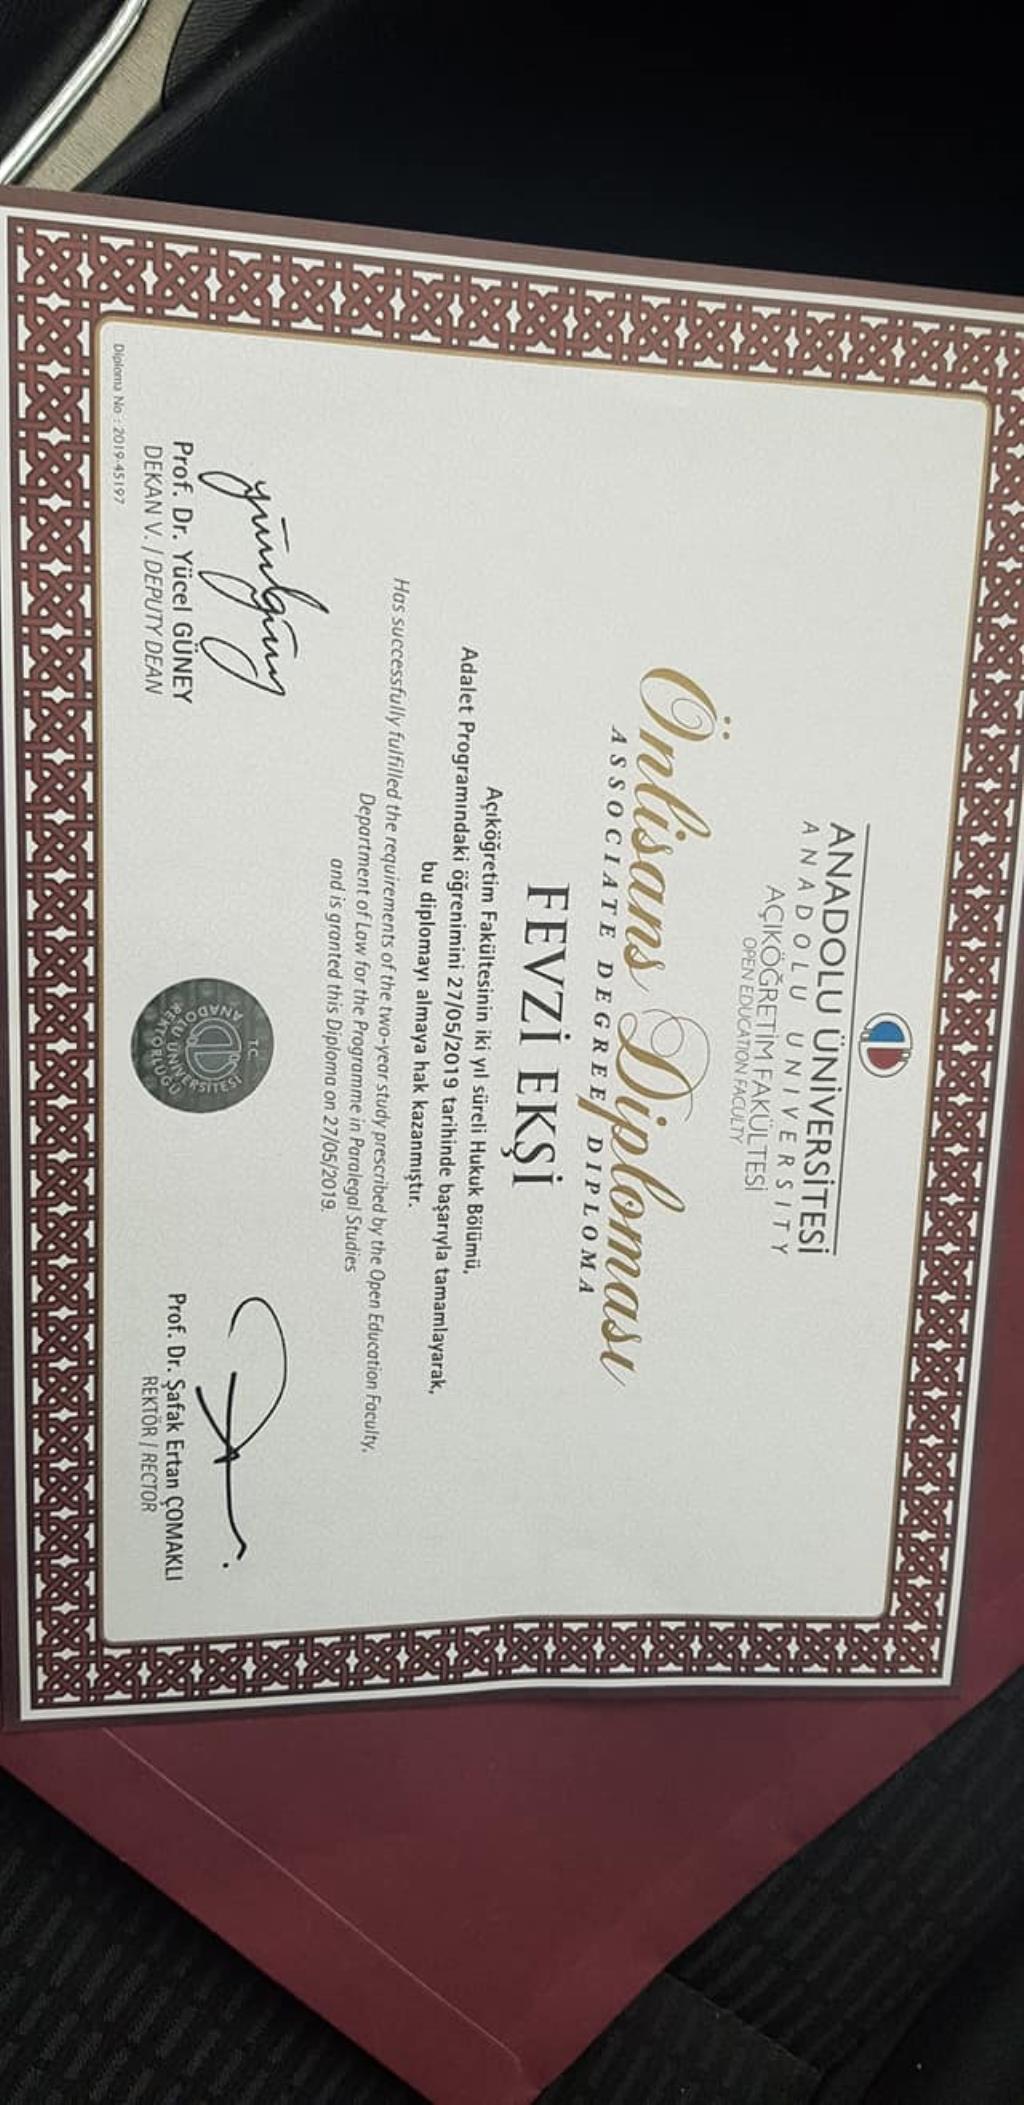 ANADOLU ÜNİVERSİTESİ
ANADOLU UNIVERSITY
AÇIKÖĞRETİM FAKÜLTESİ
OPEN EDUCATION FACULTY
Önlisans Diploması
ASSOCIATE DEGREE DIPLOMA
FEVZİ EKŞİ
Açıköğretim Fakültesinin iki yıl süreli Hukuk Bölümü,
Adalet Programındaki öğrenimini 27/05/2019 tarihinde başarıyla tamamlayarak,
bu diplomayı almaya hak kazanmıştır.
Has successfully fulfilled the requirements of the two-year study prescribed by the Open Education Faculty,
Department of Law for the Programme in Paralegal Studies
and is granted this Diploma on 27/05/2019.
T.C.
ANADOLU ÜNİVERSİTESİ
REKTÖRLÜĞÜ
Prof. Dr. Yücel GÜNEY
DEKAN V. / DEPUTY DEAN
Prof. Dr. Şafak Ertan ÇOMAKLI
REKTÖR / RECTOR
Diploma No : 2019-45197